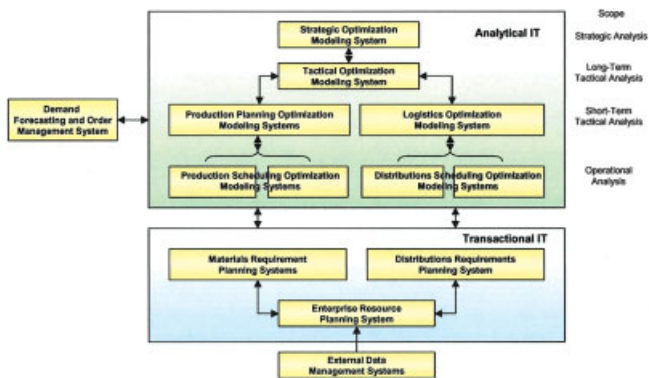 Scope
Strategic Optimization
Modeling System
Analytical IT
Strategic Analysis
Tactical Optimization
Modeling System
Long-Term
Tactical Analysis
Demand
Forecasting and Order
Management System
Production Planning Optimization
Modeling Systems
Logistics Optimization
Modeling System
Short-Term
Tactical Analysis
Production Scheduling Optimization
Modeling Systems
Distributions Scheduling Optimization
Modeling Systems
Operational
Analysis
Transactional IT
Materials Requirement
Planning Systems
Distributions Requirements
Planning System
Enterprise Resource
Planning System
External Data
Management Systems